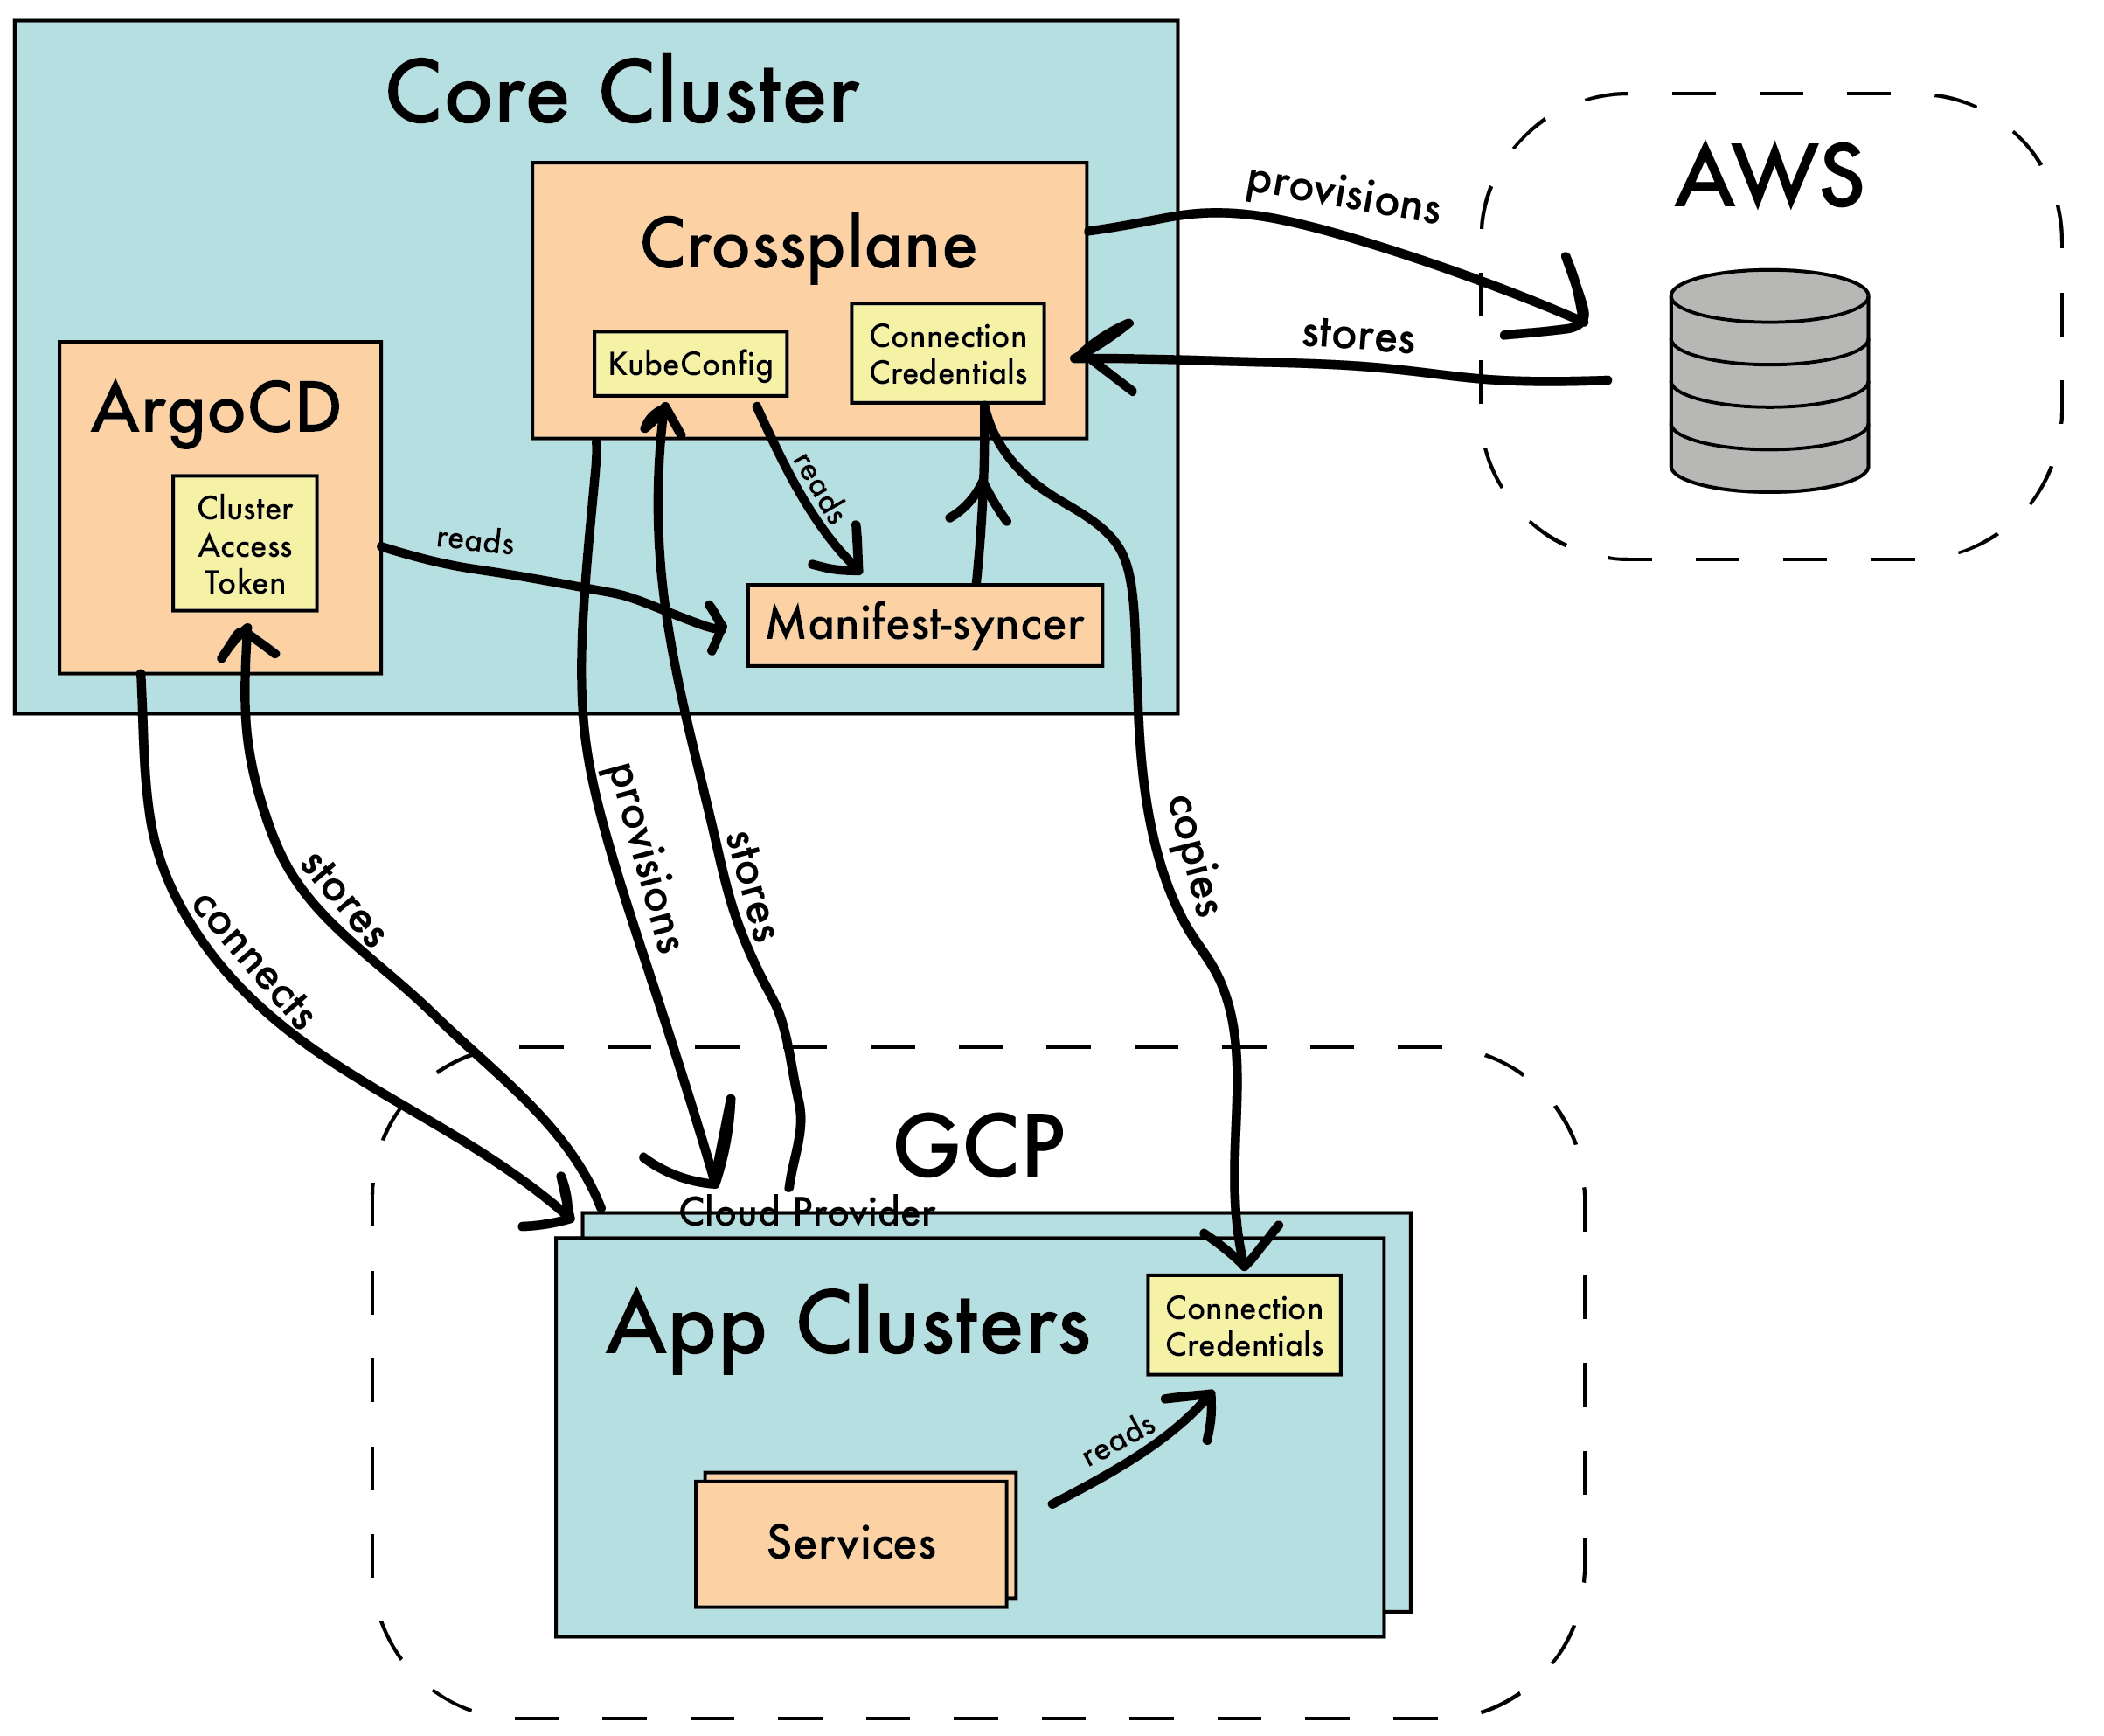 Core Cluster
Crossplane
KubeConfig
Connection
Credentials
ArgoCD
Cluster
Access
Token
reads
reads
Manifest-syncer
provisions
stores
AWS
connects
stores
provisions
stores
copies
GCP
Cloud Provider
App Clusters
Connection
Credentials
reads
Services